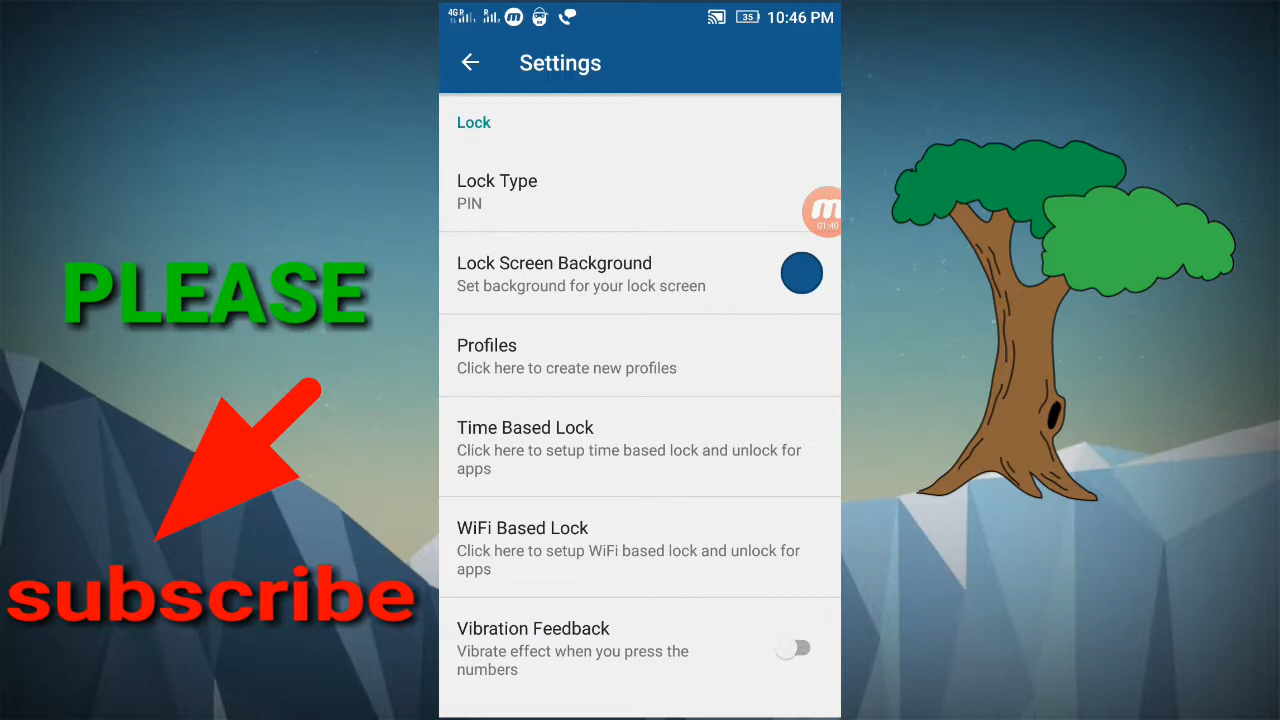 4G R R 35 10:46 PM
Settings
Lock
Lock Type
PIN
01:40
Lock Screen Background
Set background for your lock screen
Profiles
Click here to create new profiles
Time Based Lock
Click here to setup time based lock and unlock for
apps
WiFi Based Lock
Click here to setup WiFi based lock and unlock for
apps
Vibration Feedback
Vibrate effect when you press the
numbers
PLEASE
subscribe